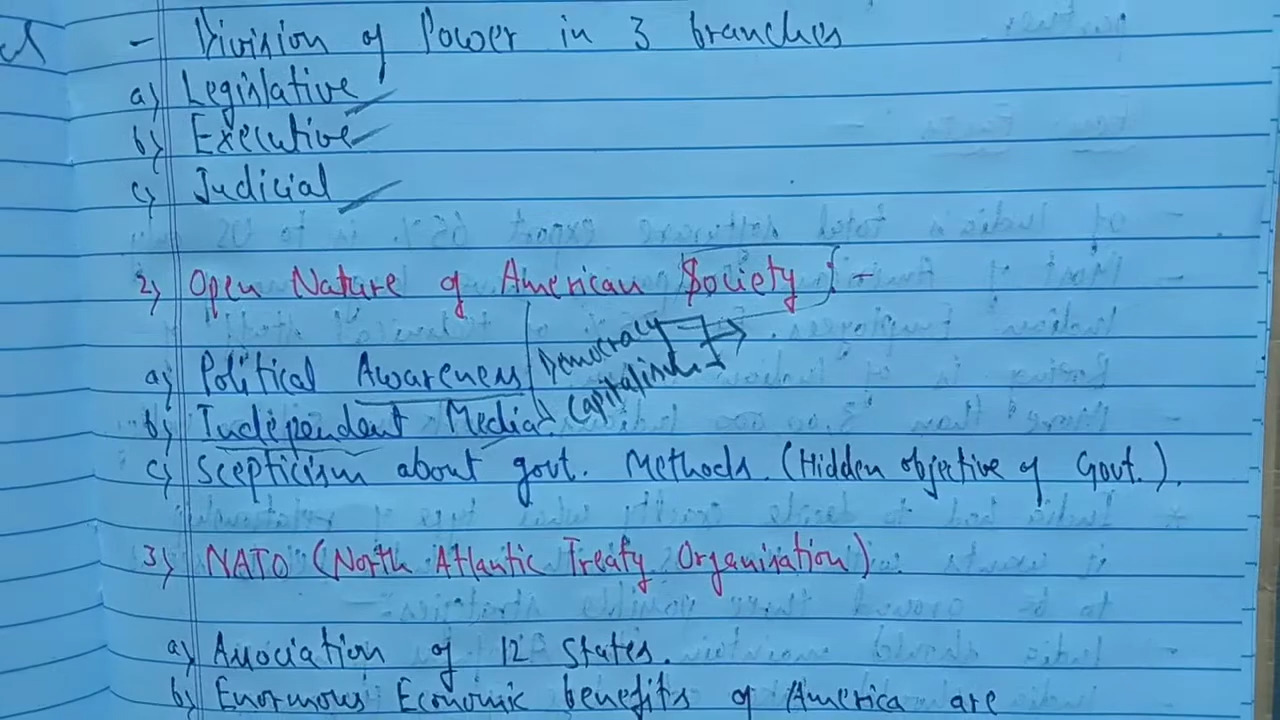 - Division of Power in 3 branches
a) Legislative
b) Executive
c) Judicial
2) Open Nature of American Society :-
Democracy
a) Political Awareness
Capitalism
b) Independent Media
c) Scepticism about govt. Methods. (Hidden objective of Govt.).
3) NATO (North Atlantic Treaty Organisation).
a) Association of 12 States.
b) Enormous Economic benefits of America are